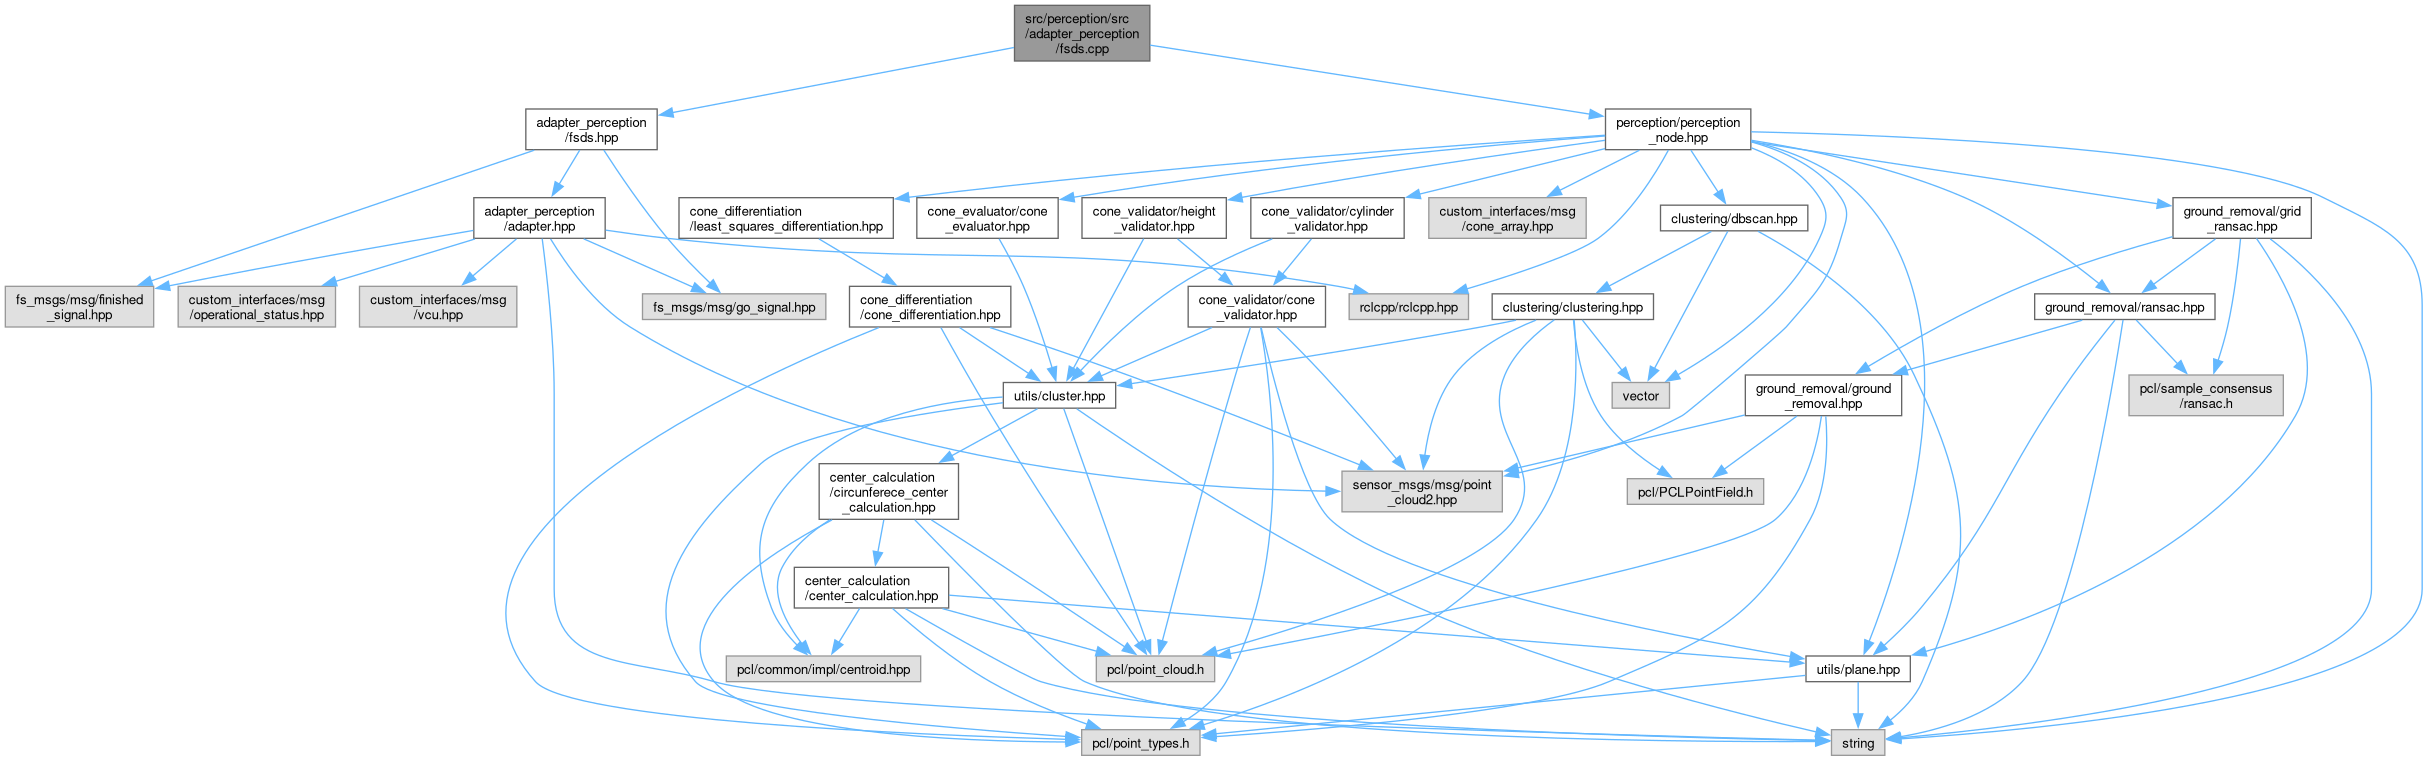 src/perception/src
/adapter_perception
/fsds.cpp
adapter_perception
/fsds.hpp
perception/perception
_node.hpp
adapter_perception
/adapter.hpp
cone_differentiation
/least_squares_differentiation.hpp
cone_evaluator/cone
_evaluator.hpp
cone_validator/height
_validator.hpp
cone_validator/cylinder
_validator.hpp
custom_interfaces/msg
/cone_array.hpp
clustering/dbscan.hpp
ground_removal/grid
_ransac.hpp
fs_msgs/msg/finished
_signal.hpp
custom_interfaces/msg
/operational_status.hpp
custom_interfaces/msg
/vcu.hpp
fs_msgs/msg/go_signal.hpp
cone_differentiation
/cone_differentiation.hpp
rclcpp/rclcpp.hpp
cone_validator/cone
_validator.hpp
clustering/clustering.hpp
ground_removal/ransac.hpp
utils/cluster.hpp
vector
ground_removal/ground
_removal.hpp
pcl/sample_consensus
/ransac.h
center_calculation
/circunferece_center
_calculation.hpp
sensor_msgs/msg/point
_cloud2.hpp
pcl/PCLPointField.h
center_calculation
/center_calculation.hpp
pcl/common/impl/centroid.hpp
pcl/point_cloud.h
utils/plane.hpp
pcl/point_types.h
string